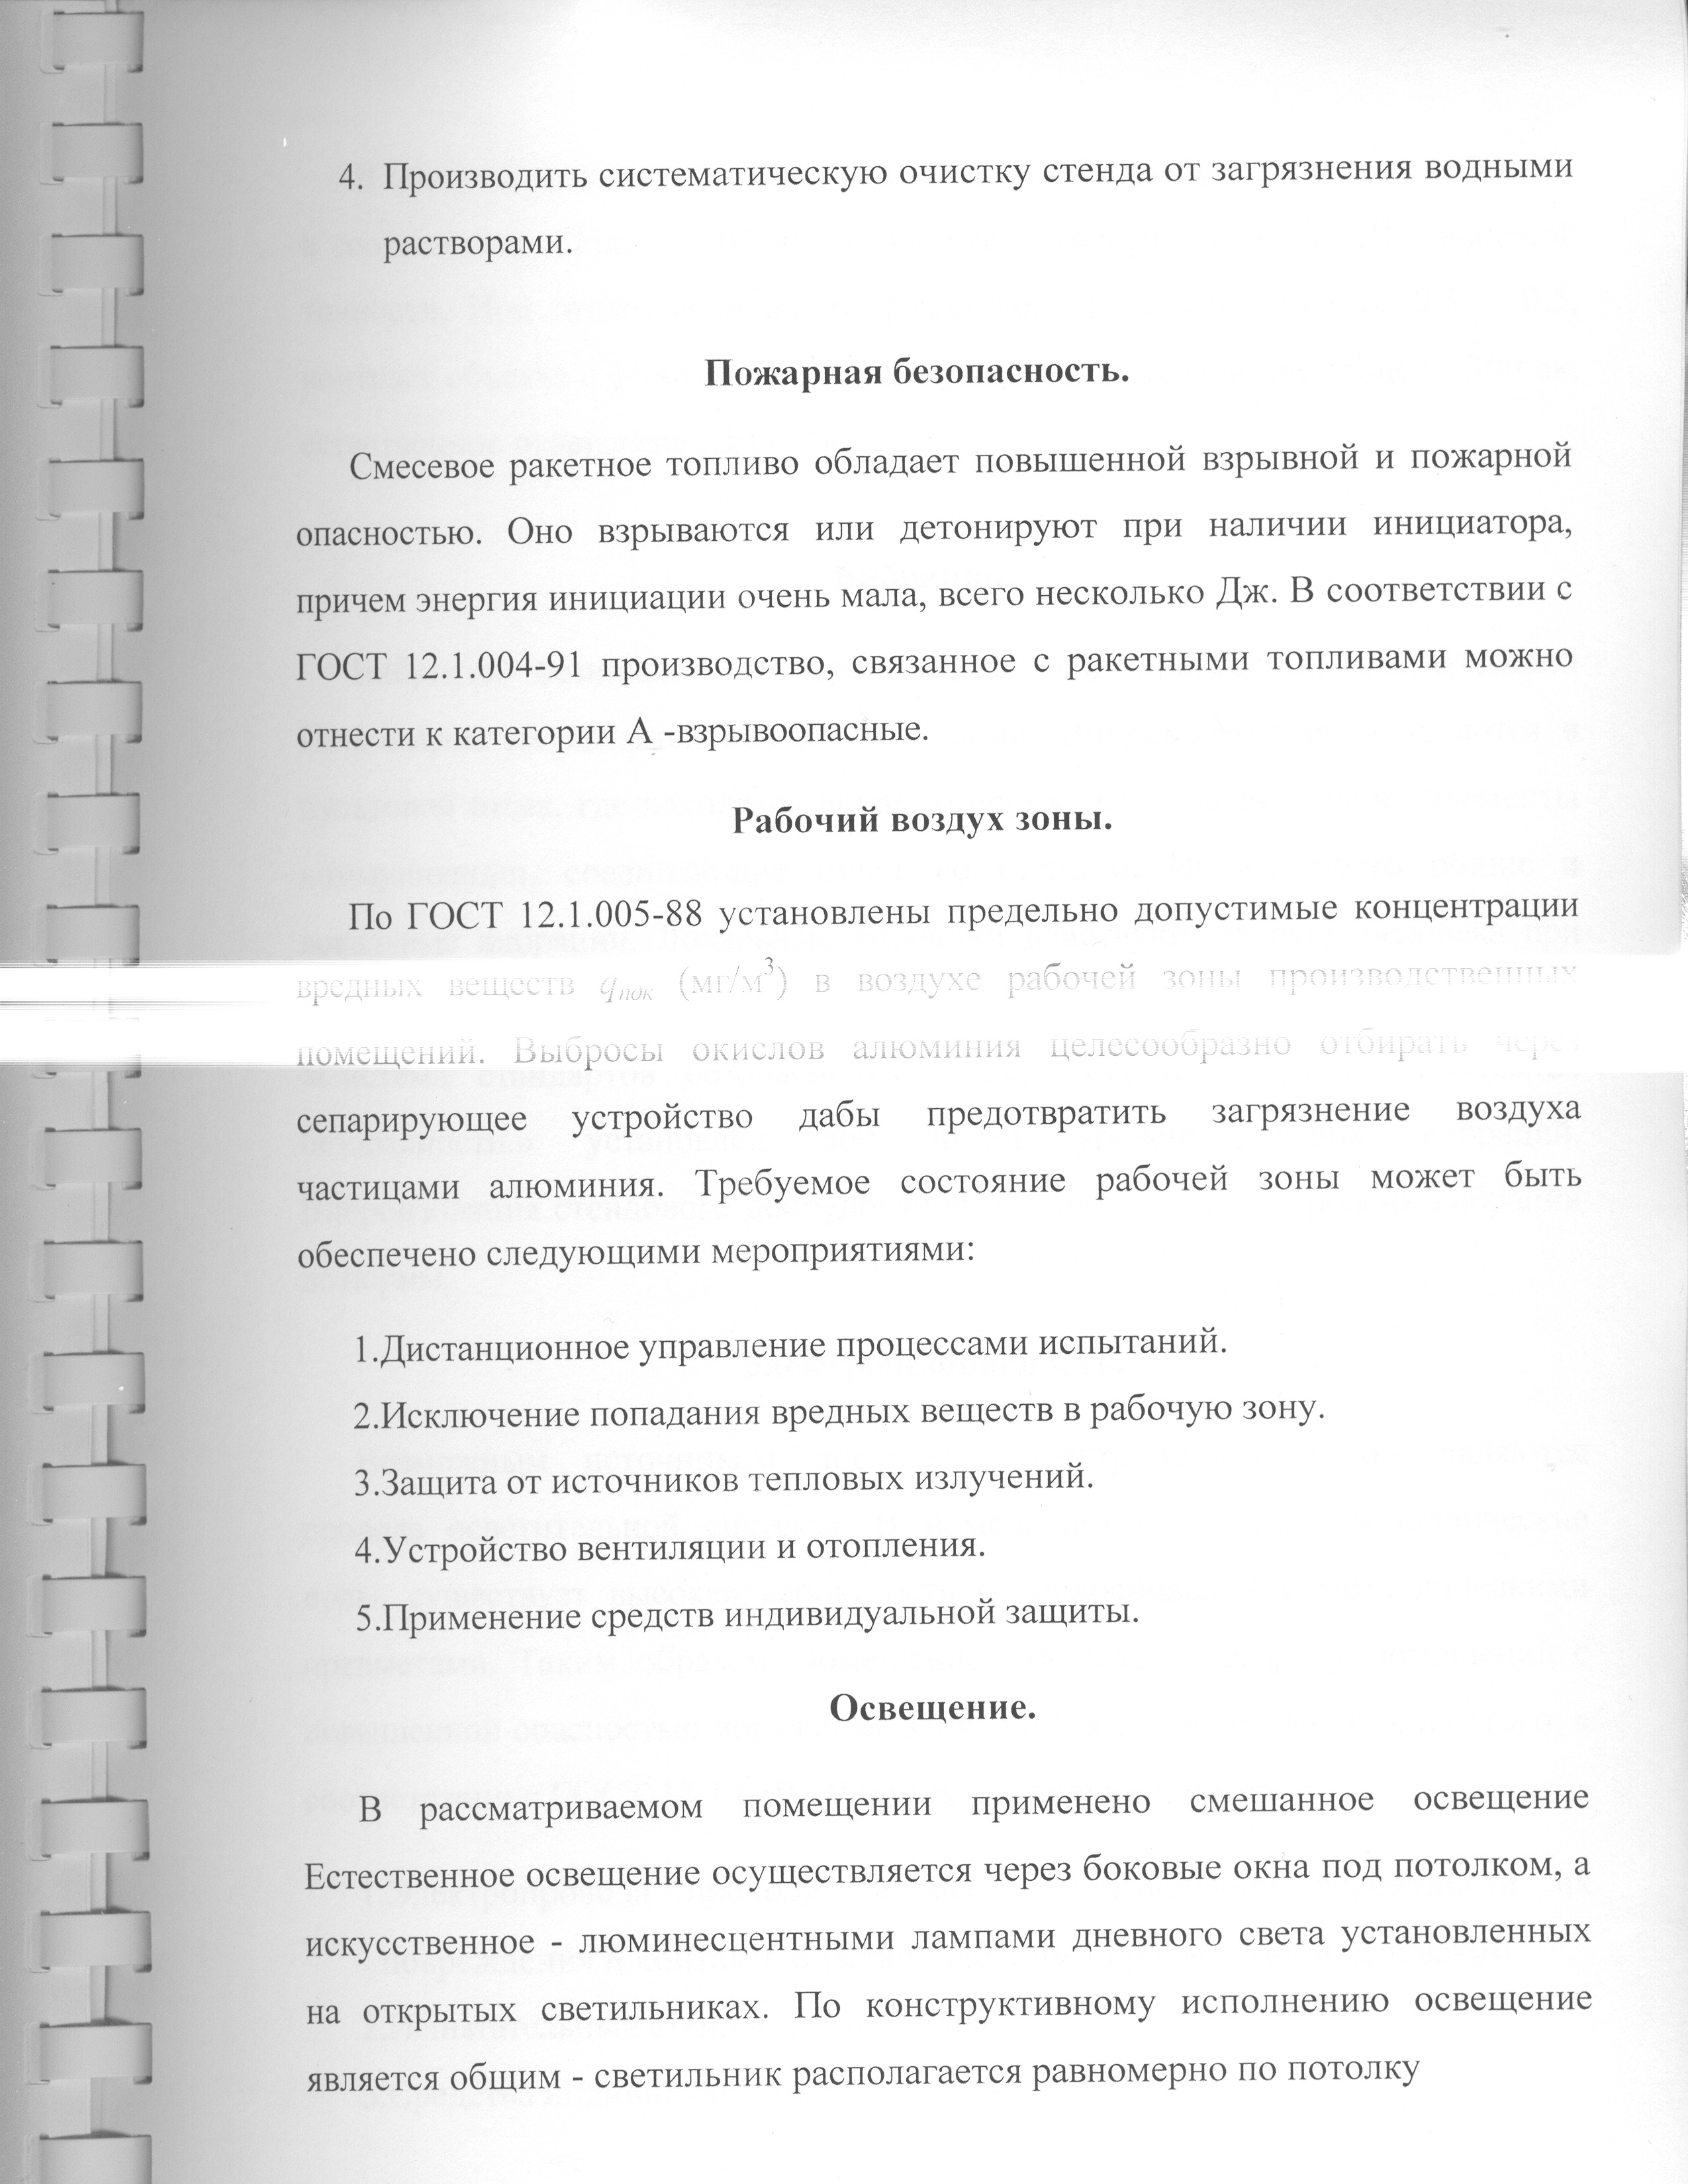 4. Производить систематическую очистку стенда от загрязнения водными
растворами.
Пожарная безопасность.
Смесевое ракетное топливо обладает повышенной взрывной и пожарной
опасностью. Оно взрываются или детонируют при наличии инициатора,
причем энергия инициации очень мала, всего несколько Дж. В соответствии с
ГОСТ 12.1.004-91 производство, связанное с ракетными топливами можно
отнести к категории А -взрывоопасные.
Рабочий воздух зоны.
По ГОСТ 12.1.005-88 установлены предельно допустимые концентрации
вредных веществ qпдк (мг/м³) в воздухе рабочей зоны производственных
помещений. Выбросы окислов алюминия целесообразно отбирать через
сепарирующее устройство дабы предотвратить загрязнение воздуха
частицами алюминия. Требуемое состояние рабочей зоны может быть
обеспечено следующими мероприятиями:
1.Дистанционное управление процессами испытаний.
2.Исключение попадания вредных веществ в рабочую зону.
3.Защита от источников тепловых излучений.
4.Устройство вентиляции и отопления.
5.Применение средств индивидуальной защиты.
Освещение.
В рассматриваемом помещении применено смешанное освещение
Естественное освещение осуществляется через боковые окна под потолком, а
искусственное - люминесцентными лампами дневного света установленных
на открытых светильниках. По конструктивному исполнению освещение
является общим - светильник располагается равномерно по потолку